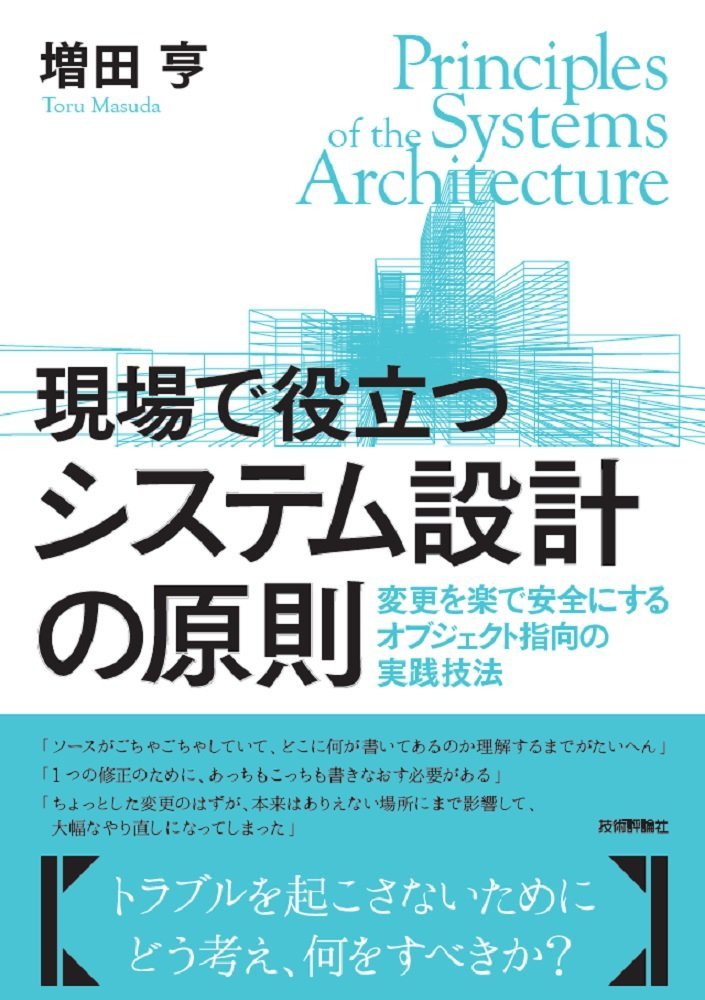 増田 亨
Toru Masuda
Principles
of the Systems
Architecture
現場で役立つ
システム設計
の原則
変更を楽で安全にする
オブジェクト指向の
実践技法
「ソースがごちゃごちゃしていて、どこに何が書いてあるのか理解するまでがたいへん」
「1つの修正のために、あっちもこっちも書きなおす必要がある」
「ちょっとした変更のはずが、本来はありえない場所にまで影響して、
大幅なやり直しになってしまった」
技術評論社
トラブルを起こさないために
どう考え、何をすべきか?